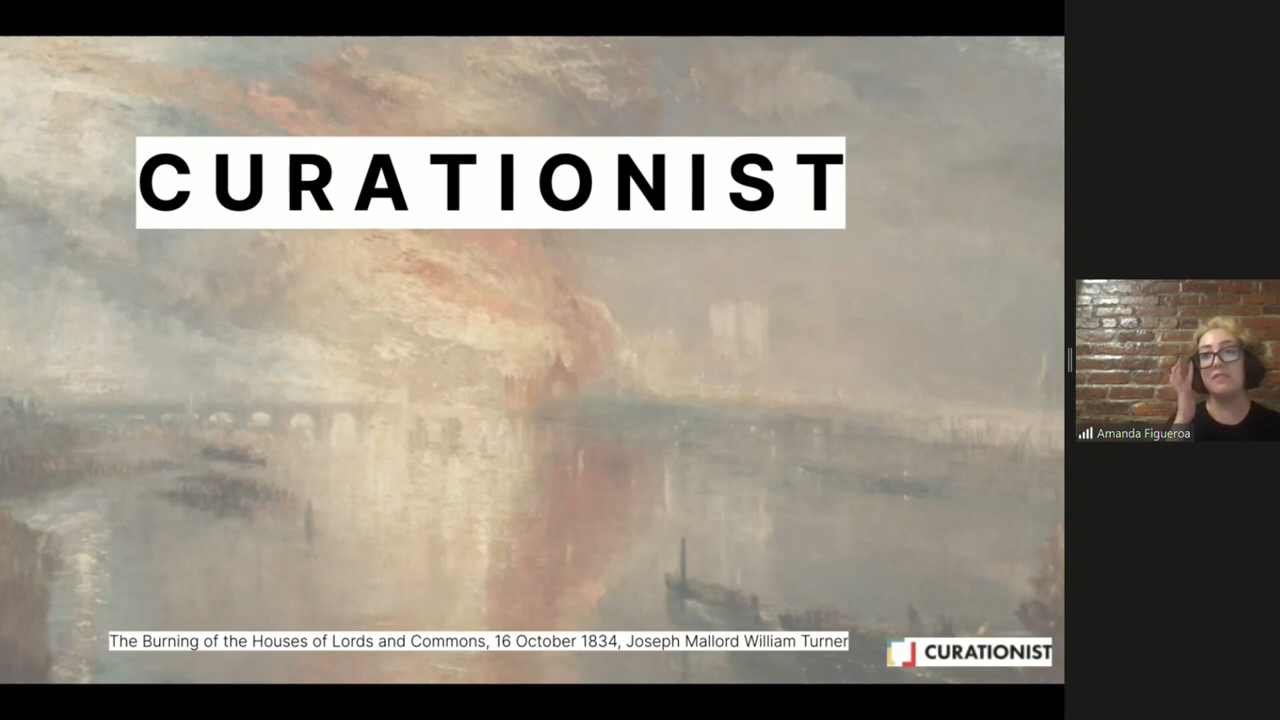 CURATIONIST
The Burning of the Houses of Lords and Commons, 16 October 1834, Joseph Mallord William Turner
CURATIONIST
Amanda Figueroa